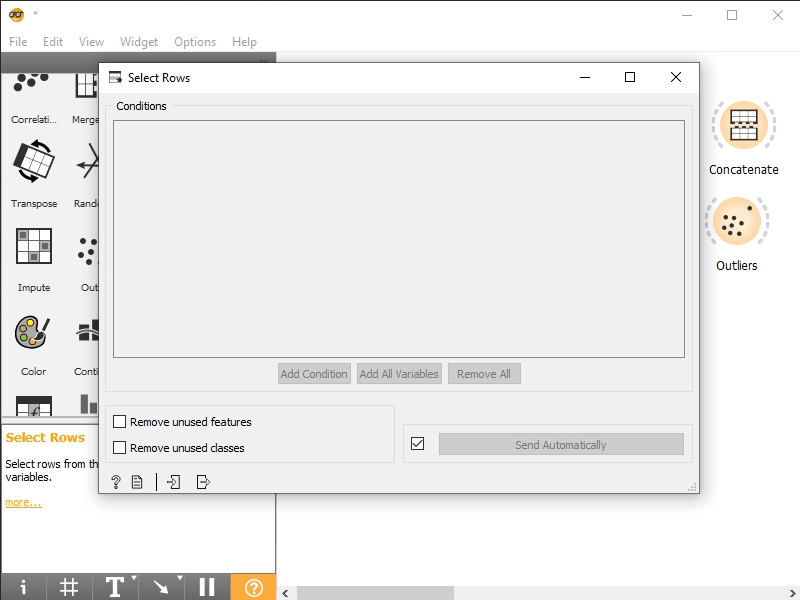 *
File Edit View Widget Options Help
Select Rows
Conditions
Add Condition Add All Variables Remove All
Remove unused features
Remove unused classes
Send Automatically
Correlati...
Merge
Transpose
Rand
Impute
Out
Color
Conti
Select Rows
Select rows from th
variables.
more...
Concatenate
Outliers